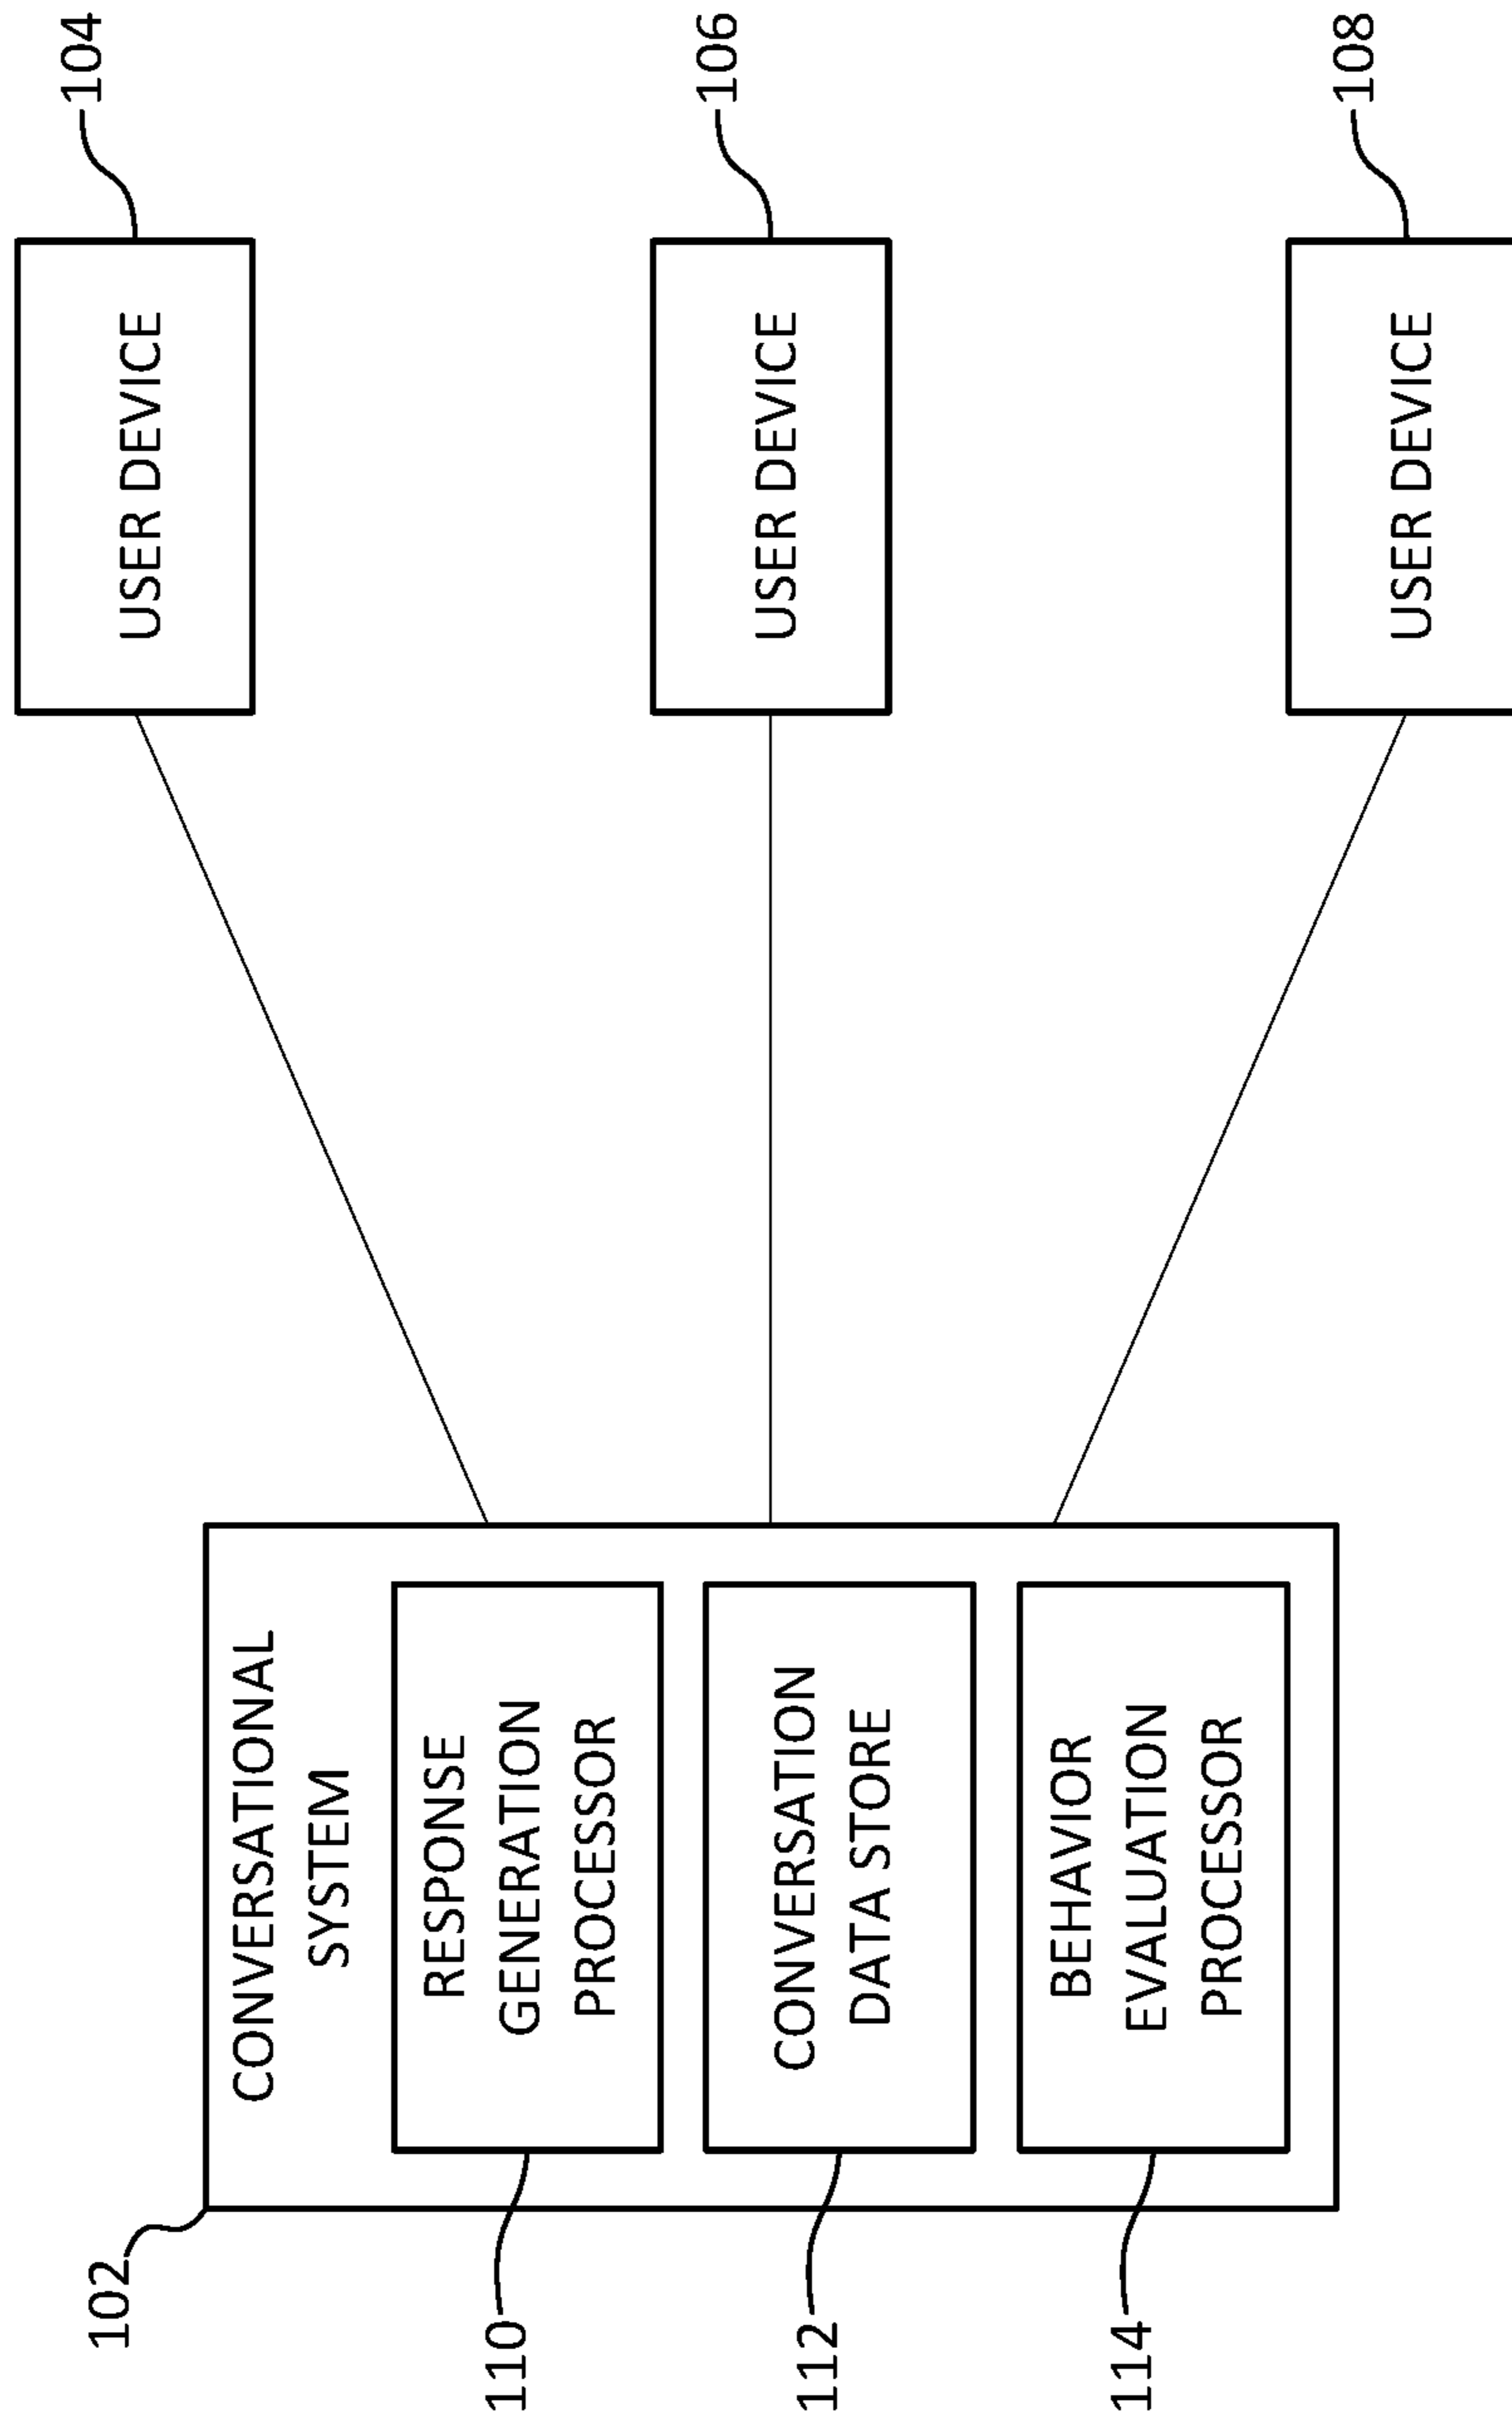 102
CONVERSATIONAL
SYSTEM
110
RESPONSE
GENERATION
PROCESSOR
112
CONVERSATION
DATA STORE
114
BEHAVIOR
EVALUATION
PROCESSOR
USER DEVICE
104
USER DEVICE
106
USER DEVICE
108